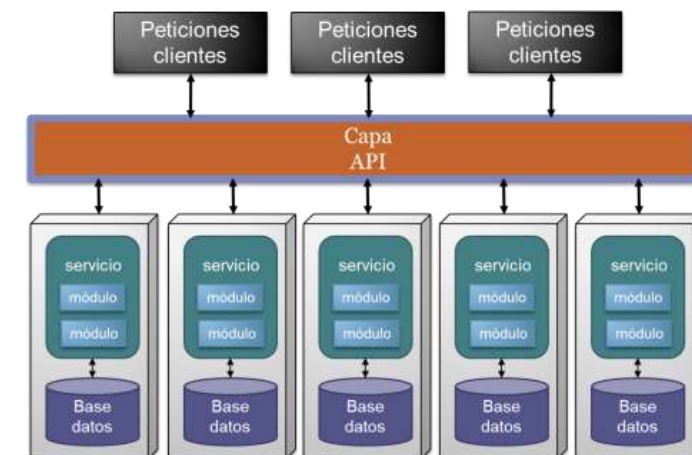 Peticiones
clientes
Peticiones
clientes
Peticiones
clientes
Capa
API
servicio
módulo
módulo
Base
datos
servicio
módulo
módulo
Base
datos
servicio
módulo
módulo
Base
datos
servicio
módulo
módulo
Base
datos
servicio
módulo
módulo
Base
datos